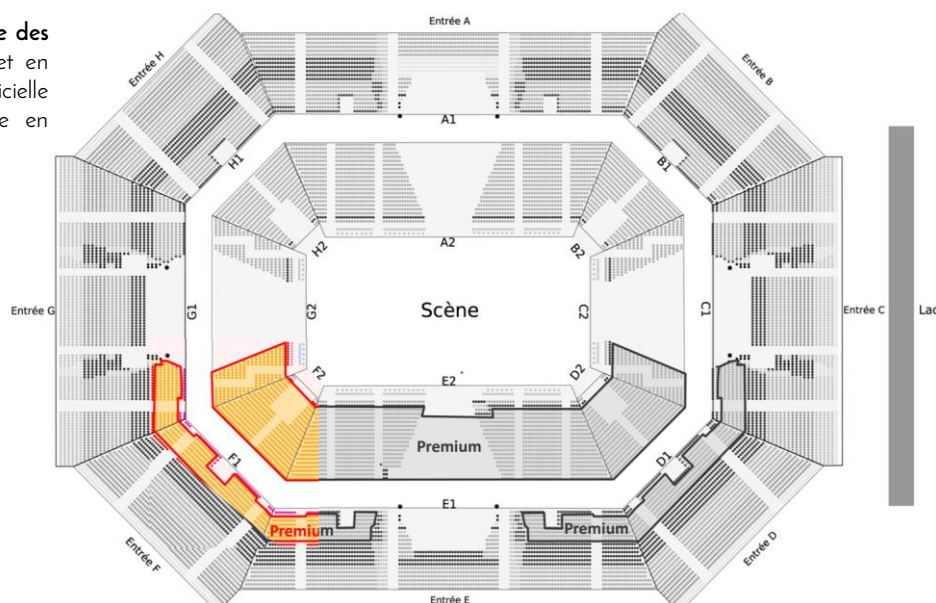 e des
et en
icielle
e en
Entrée A
Entrée H
Entrée B
A1
H1
B1
A2
H2
B2
Entrée G
G1
G2
Scène
C2
C1
Entrée C
Lac
F2
E2
D2
Premium
F1
D1
E1
Premium
Premium
Entrée F
Entrée D
Entrée E